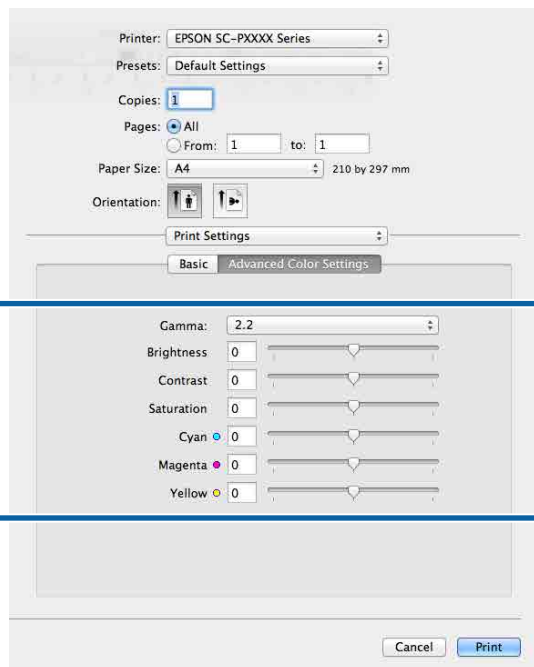 Printer: EPSON SC-PXXXX Series
Presets: Default Settings
Copies: 1
Pages: All
From: 1 to: 1
Paper Size: A4 210 by 297 mm
Orientation:
Print Settings
Basic Advanced Color Settings
Gamma: 2.2
Brightness 0
Contrast 0
Saturation 0
Cyan 0
Magenta 0
Yellow 0
Cancel Print